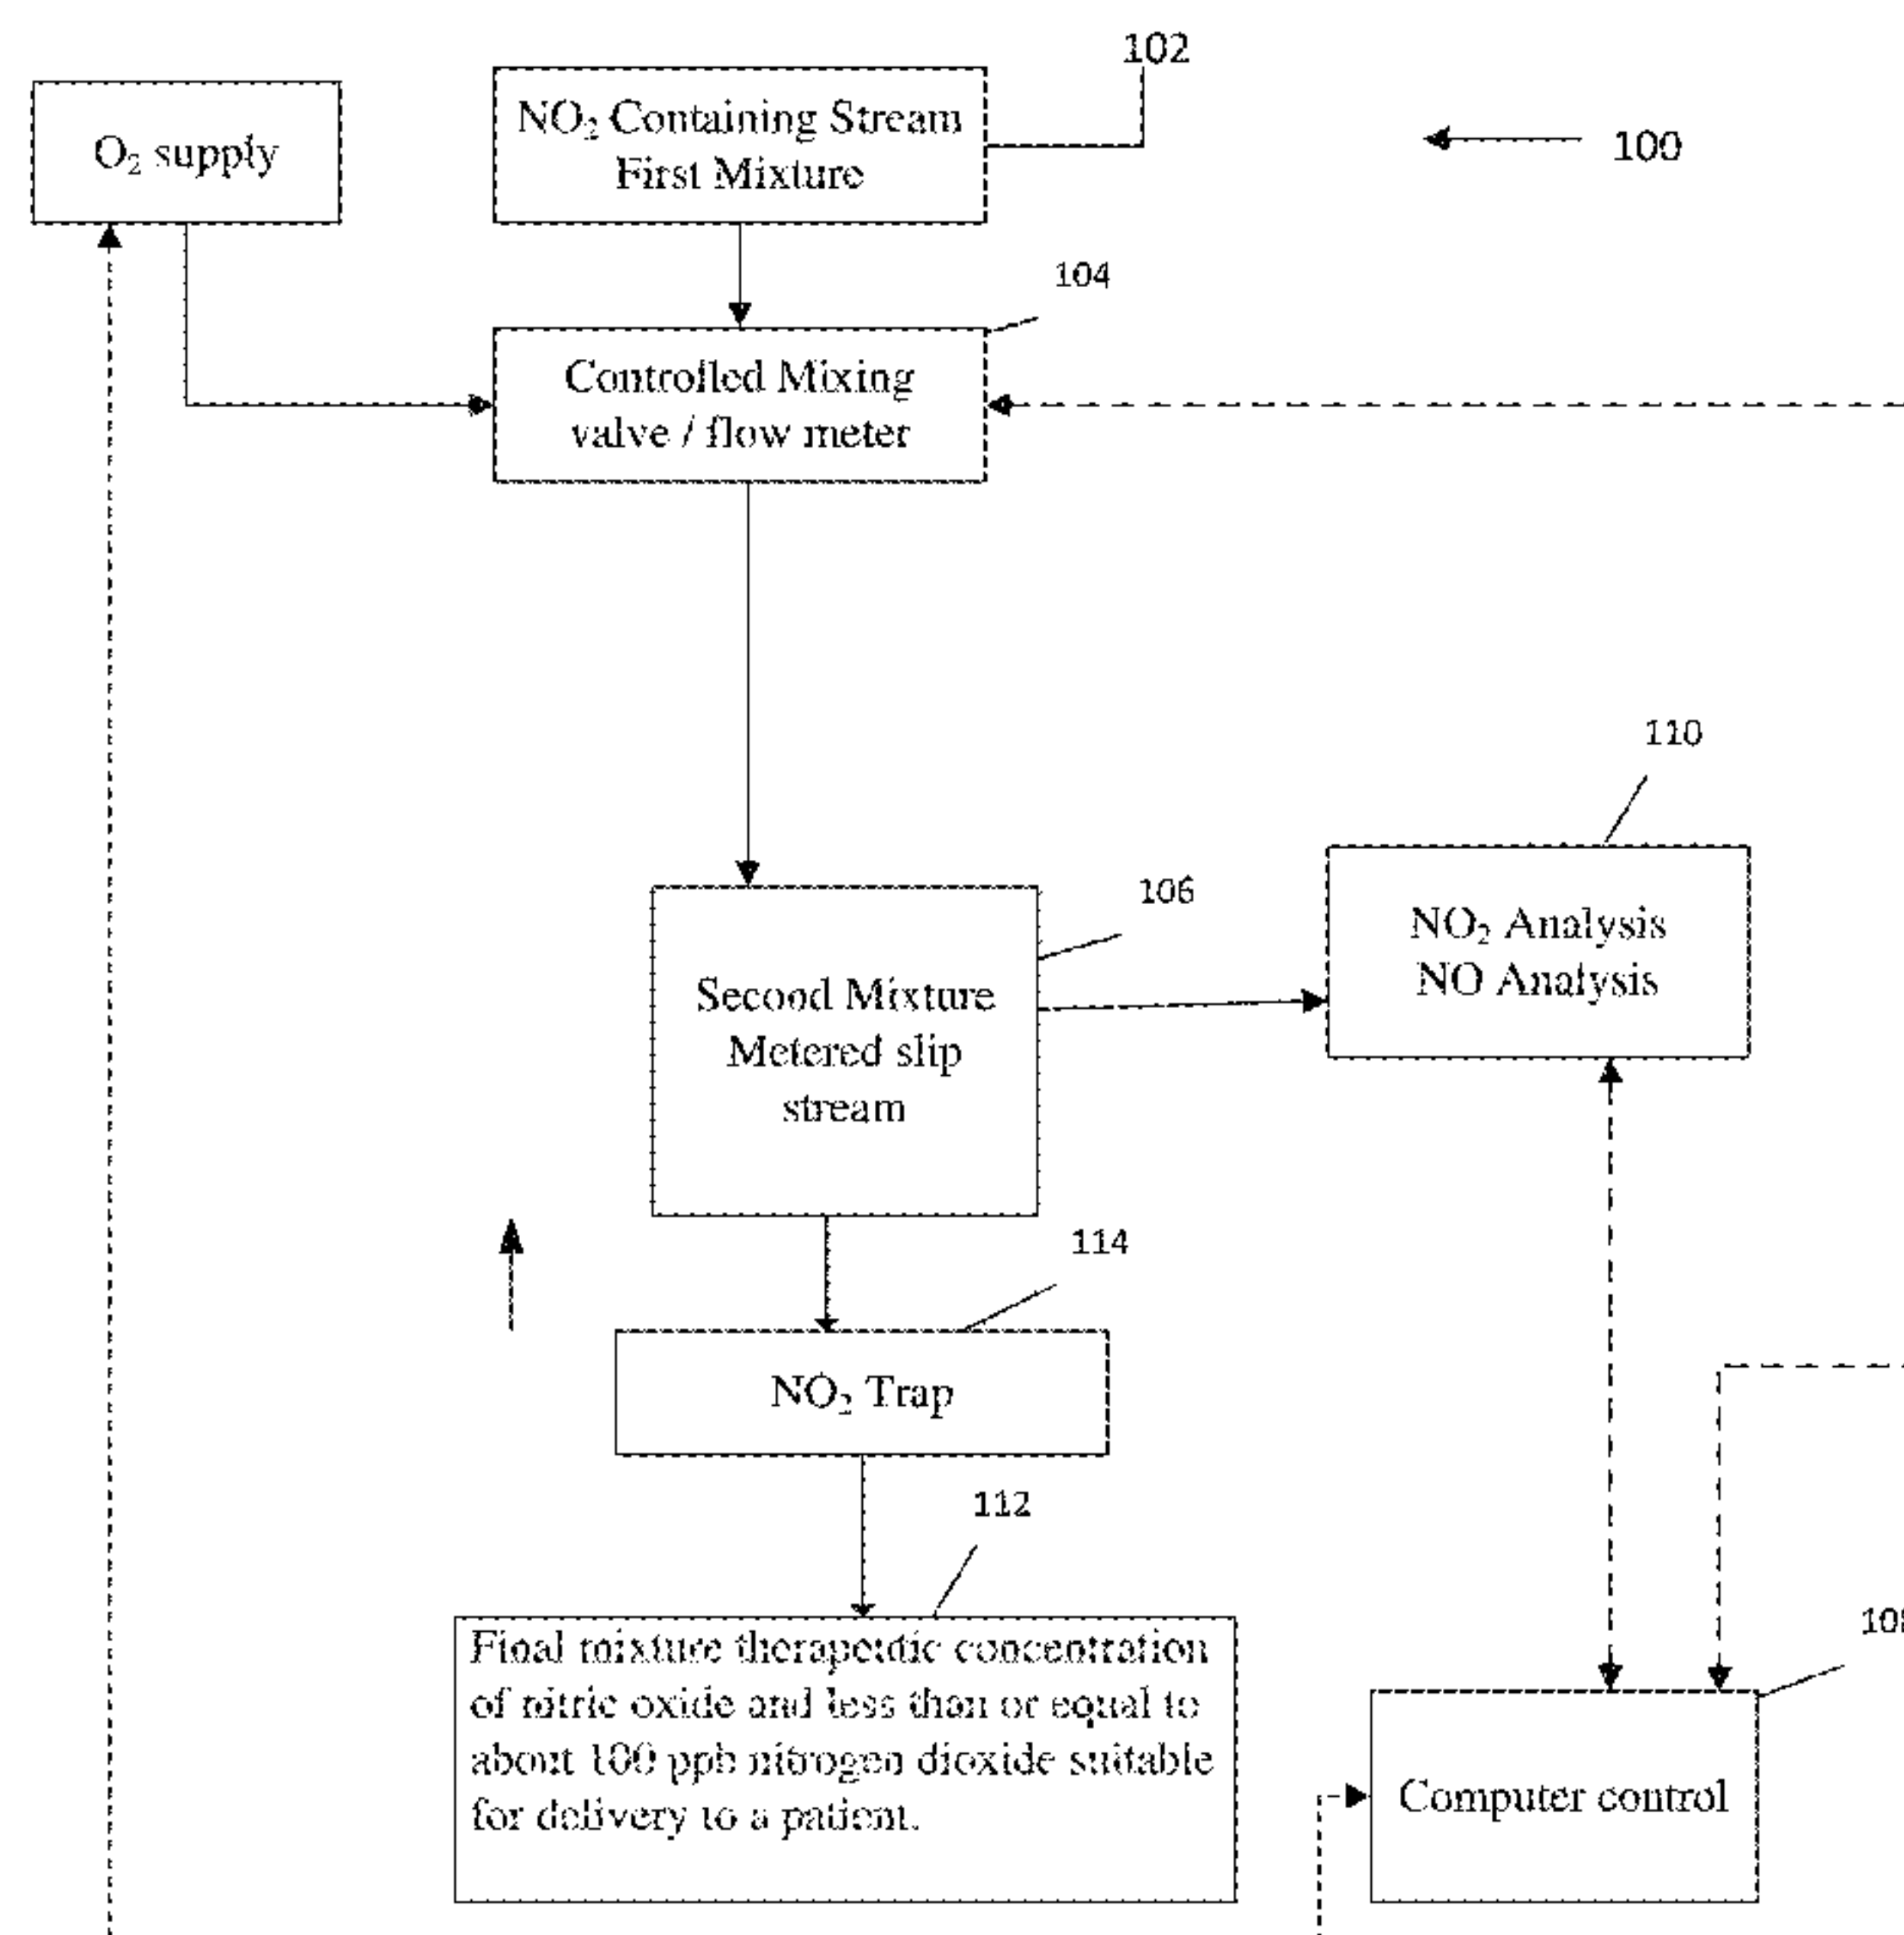 102
O₂ supply
NO₂ Containing Stream
First Mixture
100
104
Controlled Mixing
valve / flow meter
110
106
NO₂ Analysis
NO Analysis
Second Mixture
Metered slip
stream
114
NO₂ Trap
112
Final mixture therapeutic concentration
of nitric oxide and less than or equal to
about 100 ppb nitrogen dioxide suitable
for delivery to a patient.
Computer control